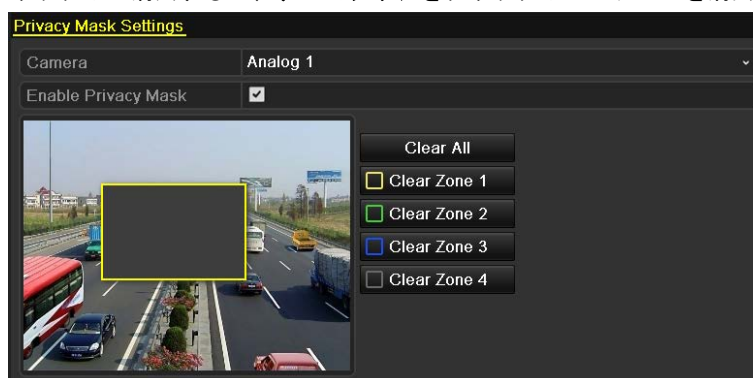 Privacy Mask Settings
Camera
Analog 1
Enable Privacy Mask
Clear All
Clear Zone 1
Clear Zone 2
Clear Zone 3
Clear Zone 4